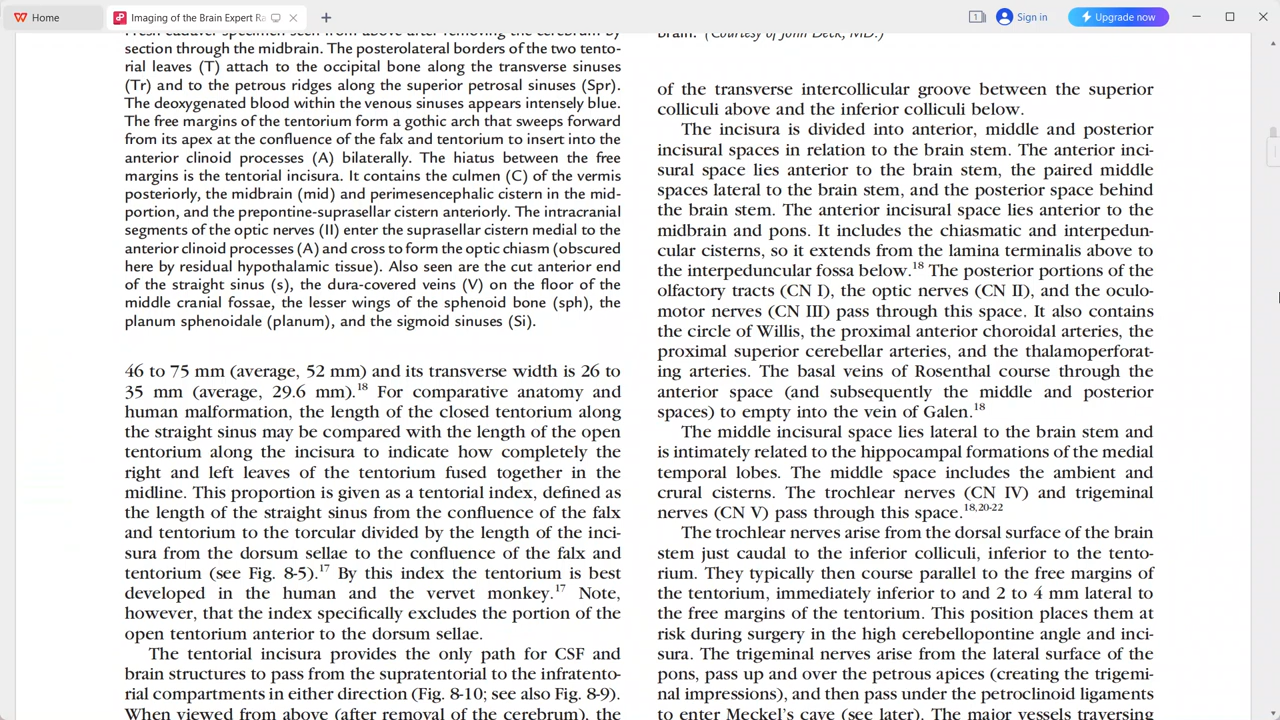 Home
Imaging of the Brain Expert Ra
Sign in
Upgrade now
Fresh cadaver specimen seen from above after removing the cerebrum by
section through the midbrain. The posterolateral borders of the two tento-
rial leaves (T) attach to the occipital bone along the transverse sinuses
(Tr) and to the petrous ridges along the superior petrosal sinuses (Spr).
The deoxygenated blood within the venous sinuses appears intensely blue.
The free margins of the tentorium form a gothic arch that sweeps forward
from its apex at the confluence of the falx and tentorium to insert into the
anterior clinoid processes (A) bilaterally. The hiatus between the free
margins is the tentorial incisura. It contains the culmen (C) of the vermis
posteriorly, the midbrain (mid) and perimesencephalic cistern in the mid-
portion, and the prepontine-suprasellar cistern anteriorly. The intracranial
segments of the optic nerves (II) enter the suprasellar cistern medial to the
anterior clinoid processes (A) and cross to form the optic chiasm (obscured
here by residual hypothalamic tissue). Also seen are the cut anterior end
of the straight sinus (s), the dura-covered veins (V) on the floor of the
middle cranial fossae, the lesser wings of the sphenoid bone (sph), the
planum sphenoidale (planum), and the sigmoid sinuses (Si).
46 to 75 mm (average, 52 mm) and its transverse width is 26 to
35 mm (average, 29.6 mm).18 For comparative anatomy and
human malformation, the length of the closed tentorium along
the straight sinus may be compared with the length of the open
tentorium along the incisura to indicate how completely the
right and left leaves of the tentorium fused together in the
midline. This proportion is given as a tentorial index, defined as
the length of the straight sinus from the confluence of the falx
and tentorium to the torcular divided by the length of the inci-
sura from the dorsum sellae to the confluence of the falx and
tentorium (see Fig. 8-5).17 By this index the tentorium is best
developed in the human and the vervet monkey.17 Note,
however, that the index specifically excludes the portion of the
open tentorium anterior to the dorsum sellae.
The tentorial incisura provides the only path for CSF and
brain structures to pass from the supratentorial to the infratento-
rial compartments in either direction (Fig. 8-10; see also Fig. 8-9).
When viewed from above (after removal of the cerebrum), the
brain. (Courtesy of John Deck, MD.)
of the transverse intercollicular groove between the superior
colliculi above and the inferior colliculi below.
The incisura is divided into anterior, middle and posterior
incisural spaces in relation to the brain stem. The anterior inci-
sural space lies anterior to the brain stem, the paired middle
spaces lateral to the brain stem, and the posterior space behind
the brain stem. The anterior incisural space lies anterior to the
midbrain and pons. It includes the chiasmatic and interpedun-
cular cisterns, so it extends from the lamina terminalis above to
the interpeduncular fossa below.18 The posterior portions of the
olfactory tracts (CN I), the optic nerves (CN II), and the oculo-
motor nerves (CN III) pass through this space. It also contains
the circle of Willis, the proximal anterior choroidal arteries, the
proximal superior cerebellar arteries, and the thalamoperforat-
ing arteries. The basal veins of Rosenthal course through the
anterior space (and subsequently the middle and posterior
spaces) to empty into the vein of Galen.18
The middle incisural space lies lateral to the brain stem and
is intimately related to the hippocampal formations of the medial
temporal lobes. The middle space includes the ambient and
crural cisterns. The trochlear nerves (CN IV) and trigeminal
nerves (CN V) pass through this space.18,20-22
The trochlear nerves arise from the dorsal surface of the brain
stem just caudal to the inferior colliculi, inferior to the tento-
rium. They typically then course parallel to the free margins of
the tentorium, immediately inferior to and 2 to 4 mm lateral to
the free margins of the tentorium. This position places them at
risk during surgery in the high cerebellopontine angle and inci-
sura. The trigeminal nerves arise from the lateral surface of the
pons, pass up and over the petrous apices (creating the trigemi-
nal impressions), and then pass under the petroclinoid ligaments
to enter Meckel's cave (see later). The major vessels traversing